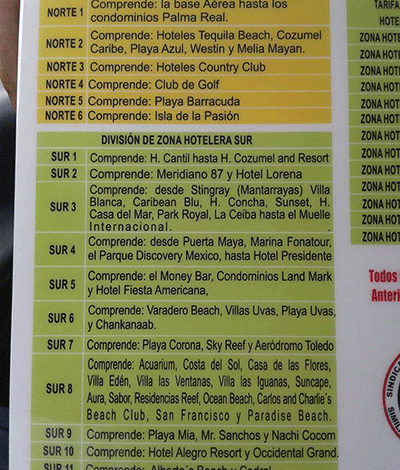 NORTE 1 Comprende: la base Aérea hasta los
condominios Palma Real.
NORTE 2 Comprende: Hoteles Tequila Beach, Cozumel
Caribe, Playa Azul, Westin y Melia Mayan.
NORTE 3 Comprende: Hoteles Country Club
NORTE 4 Comprende: Club de Golf
NORTE 5 Comprende: Playa Barracuda
NORTE 6 Comprende: Isla de la Pasión
DIVISIÓN DE ZONA HOTELERA SUR
SUR 1 Comprende: H. Cantil hasta H. Cozumel and Resort
SUR 2 Comprende: Meridiano 87 y Hotel Lorena
SUR 3 Comprende: desde Stingray (Mantarrayas) Villa
Blanca, Caribean Blu, H. Concha, Sunset, H.
Casa del Mar, Park Royal, La Ceiba hasta el Muelle
Internacional.
SUR 4 Comprende: desde Puerta Maya, Marina Fonatour,
el Parque Discovery Mexico, hasta Hotel Presidente
SUR 5 Comprende: el Money Bar, Condominios Land Mark
y Hotel Fiesta Americana,
SUR 6 Comprende: Varadero Beach, Villas Uvas, Playa Uvas,
y Chankanaab.
SUR 7 Comprende: Playa Corona, Sky Reef y Aeródromo Toledo
SUR 8 Comprende: Acuarium, Costa del Sol, Casa de las Flores,
Villa Edén, Villa las Ventanas, Villa las Iguanas, Suncape,
Aura, Sabor, Residencias Reef, Ocean Beach, Carlos and Charlie´s
Beach Club, San Francisco y Paradise Beach.
SUR 9 Comprende: Playa Mia, Mr. Sanchos y Nachi Cocom
SUR 10 Comprende: Hotel Alegro Resort y Occidental Grand.
SUR 11 Comprende: Alberto´s Beach y
TARIFA
HOTE
ZONA HOTE
ZONA HOT
ZONA HOT
ZONA HOT
ZONA HOT
ZONA HOT
ZONA HOT
ZONA HOT
ZONA HOT
ZONA HOT
ZONA HOT
ZONA HOT
Todos
Anteri
SINDICA